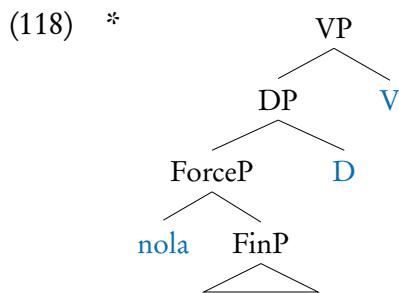 (118) * VP
DP V
ForceP D
nola FinP